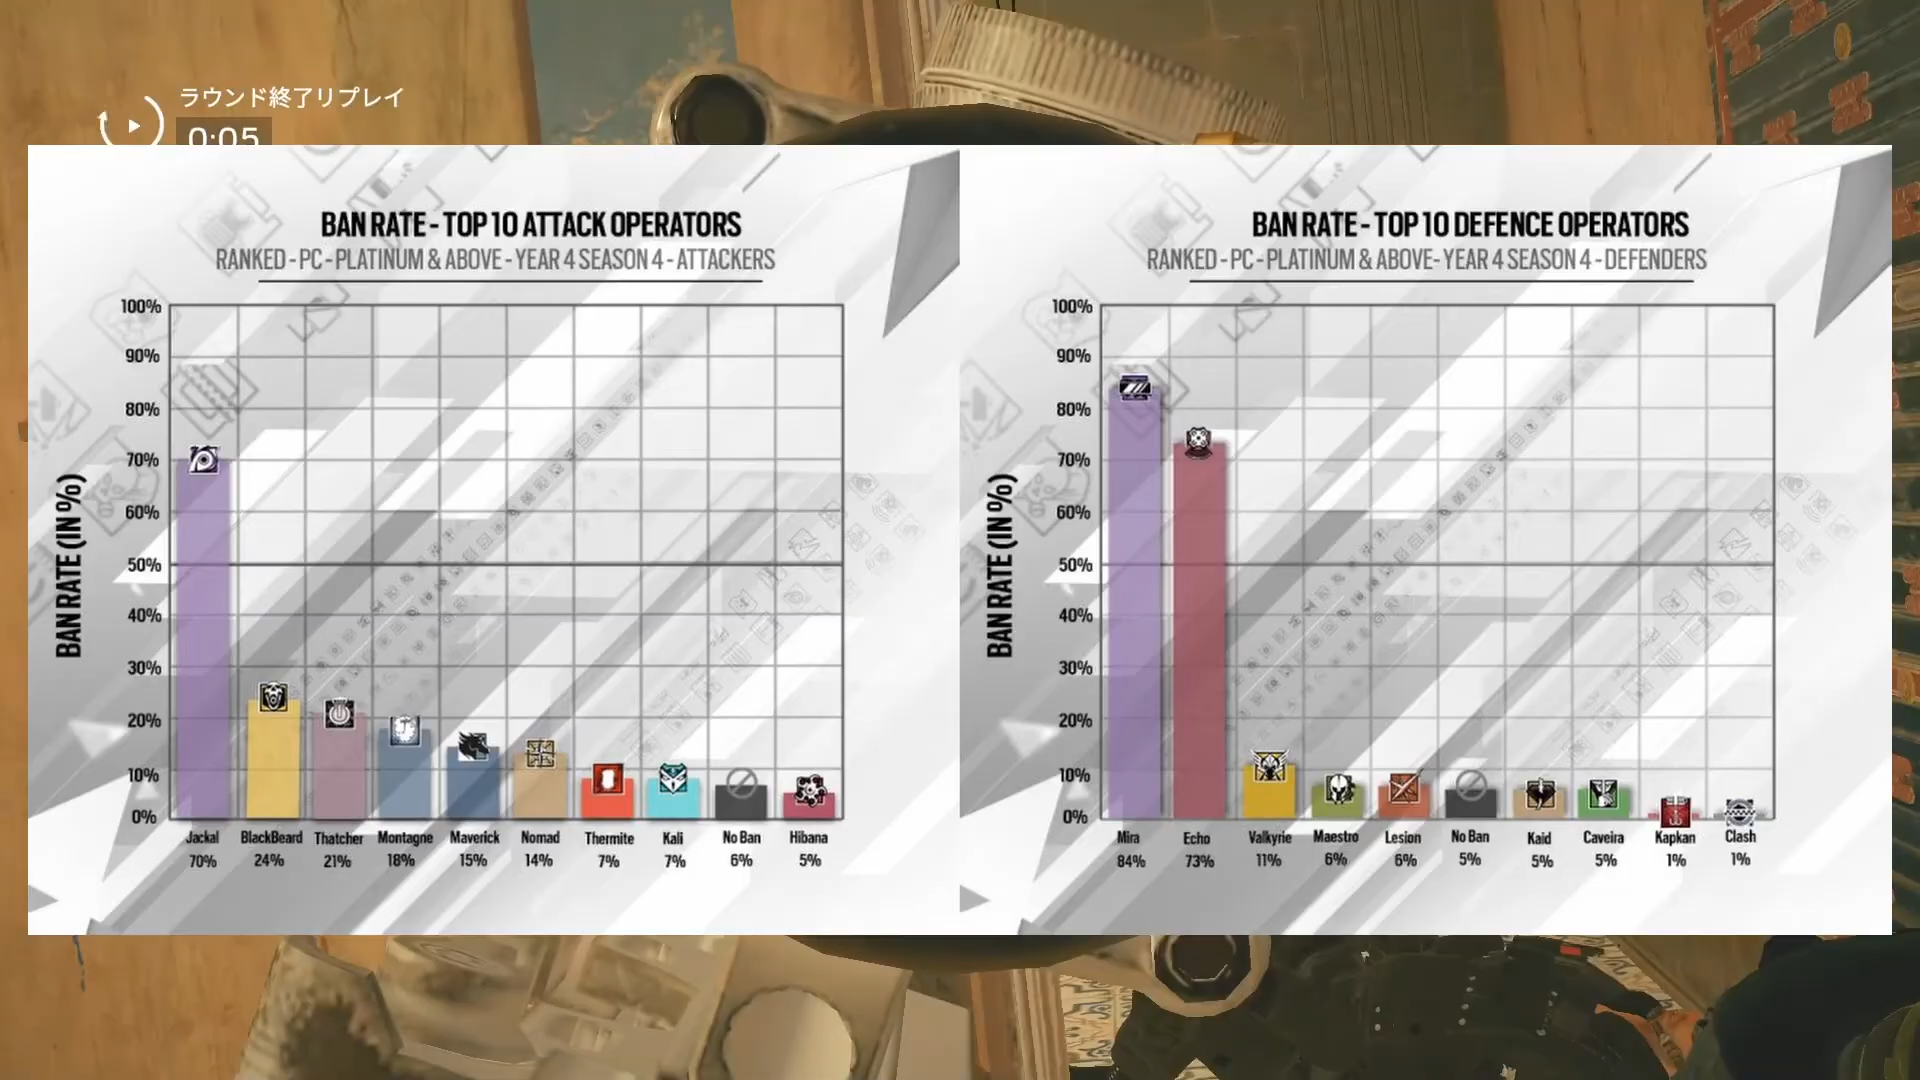 ラウンド終了リプレイ
0:05
BAN RATE - TOP 10 ATTACK OPERATORS
RANKED - PC - PLATINUM & ABOVE - YEAR 4 SEASON 4 - ATTACKERS
BAN RATE (IN %)
100%
90%
80%
70%
60%
50%
40%
30%
20%
10%
0%
Jackal BlackBeard Thatcher Montagne Maverick Nomad Thermite Kali No Ban Hibana
70% 24% 21% 18% 15% 14% 7% 7% 6% 5%
BAN RATE - TOP 10 DEFENCE OPERATORS
RANKED - PC - PLATINUM & ABOVE- YEAR 4 SEASON 4 - DEFENDERS
BAN RATE (IN %)
100%
90%
80%
70%
60%
50%
40%
30%
20%
10%
0%
Mira Echo Valkyrie Maestro Lesion No Ban Kaid Caveira Kapkan Clash
84% 73% 11% 6% 6% 5% 5% 5% 1% 1%